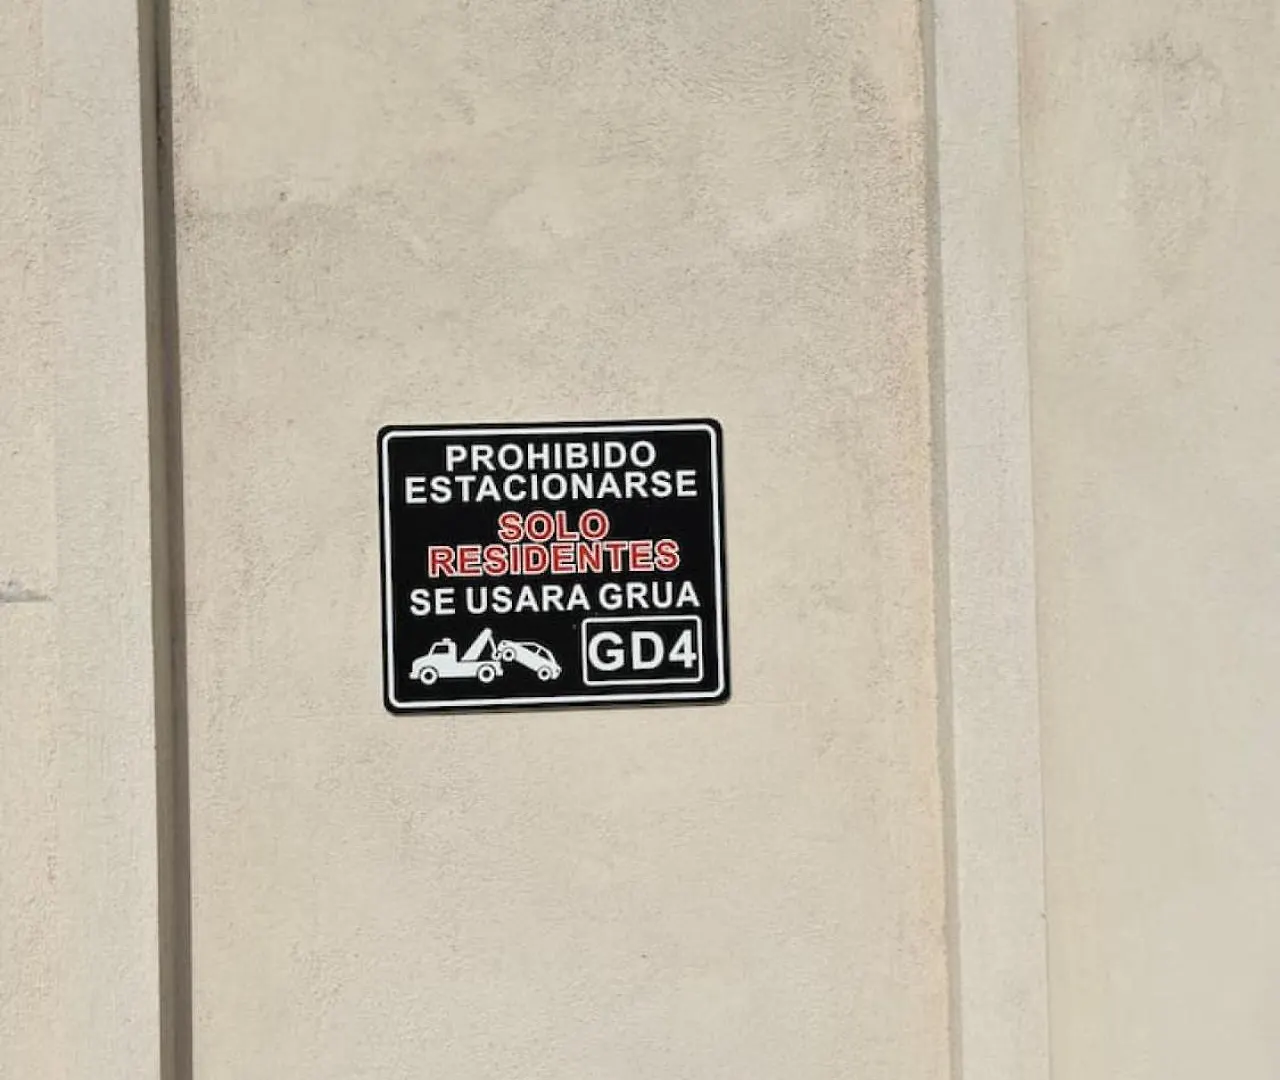 PROHIBIDO
ESTACIONARSE
SOLO
RESIDENTES
SE USARA GRUA
GD4